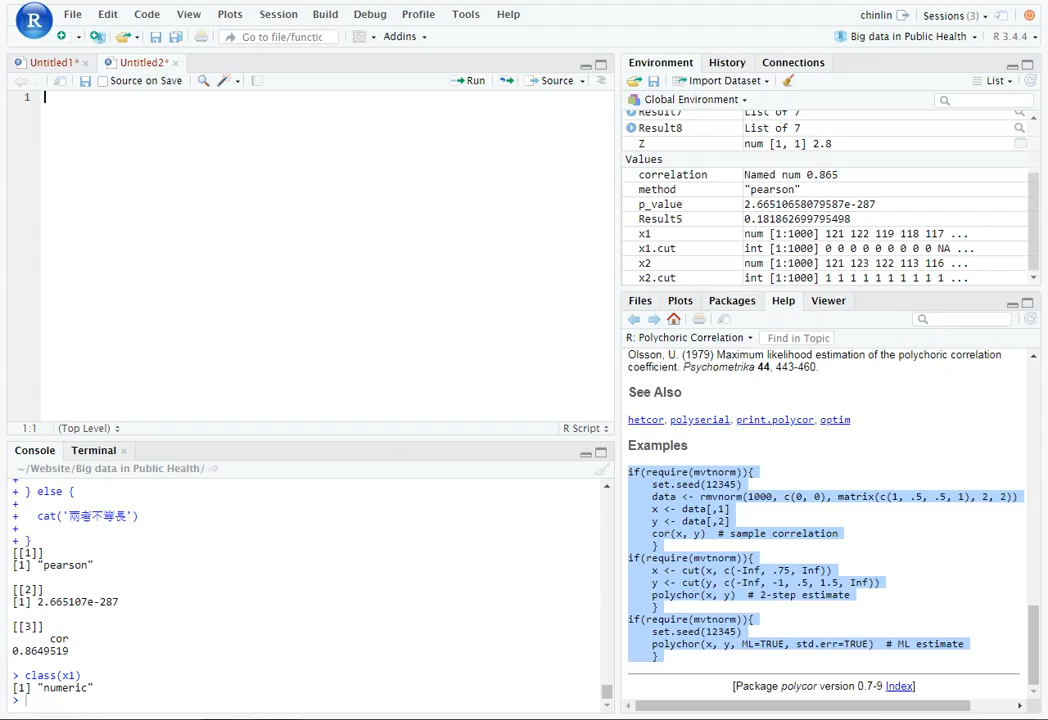 File Edit Code View Plots Session Build Debug Profile Tools Help
chinlin Sessions (3)
Go to file/functic Addins
Big data in Public Health R 3.4.4
Untitled1* Untitled2*
Source on Save Run Source
1
1:1 (Top Level) R Script
Console Terminal
~/Website/Big data in Public Health/
+
+ } else {
+
+   cat('兩者不等長')
+
+ }
[[1]]
[1] "pearson"
[[2]]
[1] 2.665107e-287
[[3]]
cor
0.8649519
> class(x1)
[1] "numeric"
>
Environment History Connections
Import Dataset List
Global Environment
Result7 List of 7
Result8 List of 7
Z num [1, 1] 2.8
Values
correlation Named num 0.865
method "pearson"
p_value 2.66510658079587e-287
Result5 0.181862699795498
x1 num [1:1000] 121 122 119 118 117 ...
x1.cut int [1:1000] 0 0 0 0 0 0 0 0 0 NA ...
x2 num [1:1000] 121 123 122 113 116 ...
x2.cut int [1:1000] 1 1 1 1 1 1 1 1 1 1 ...
Files Plots Packages Help Viewer
R: Polychoric Correlation Find in Topic
Olsson, U. (1979) Maximum likelihood estimation of the polychoric correlation
coefficient. Psychometrika 44, 443-460.
See Also
hetcor, polyserial, print.polycor, optim
Examples
if(require(mvtnorm)){
set.seed(12345)
data <- rmvnorm(1000, c(0, 0), matrix(c(1, .5, .5, 1), 2, 2))
x <- data[,1]
y <- data[,2]
cor(x, y)  # sample correlation
}
if(require(mvtnorm)){
x <- cut(x, c(-Inf, .75, Inf))
y <- cut(y, c(-Inf, -1, .5, 1.5, Inf))
polychor(x, y)  # 2-step estimate
}
if(require(mvtnorm)){
set.seed(12345)
polychor(x, y, ML=TRUE, std.err=TRUE)  # ML estimate
}
[Package polycor version 0.7-9 Index]